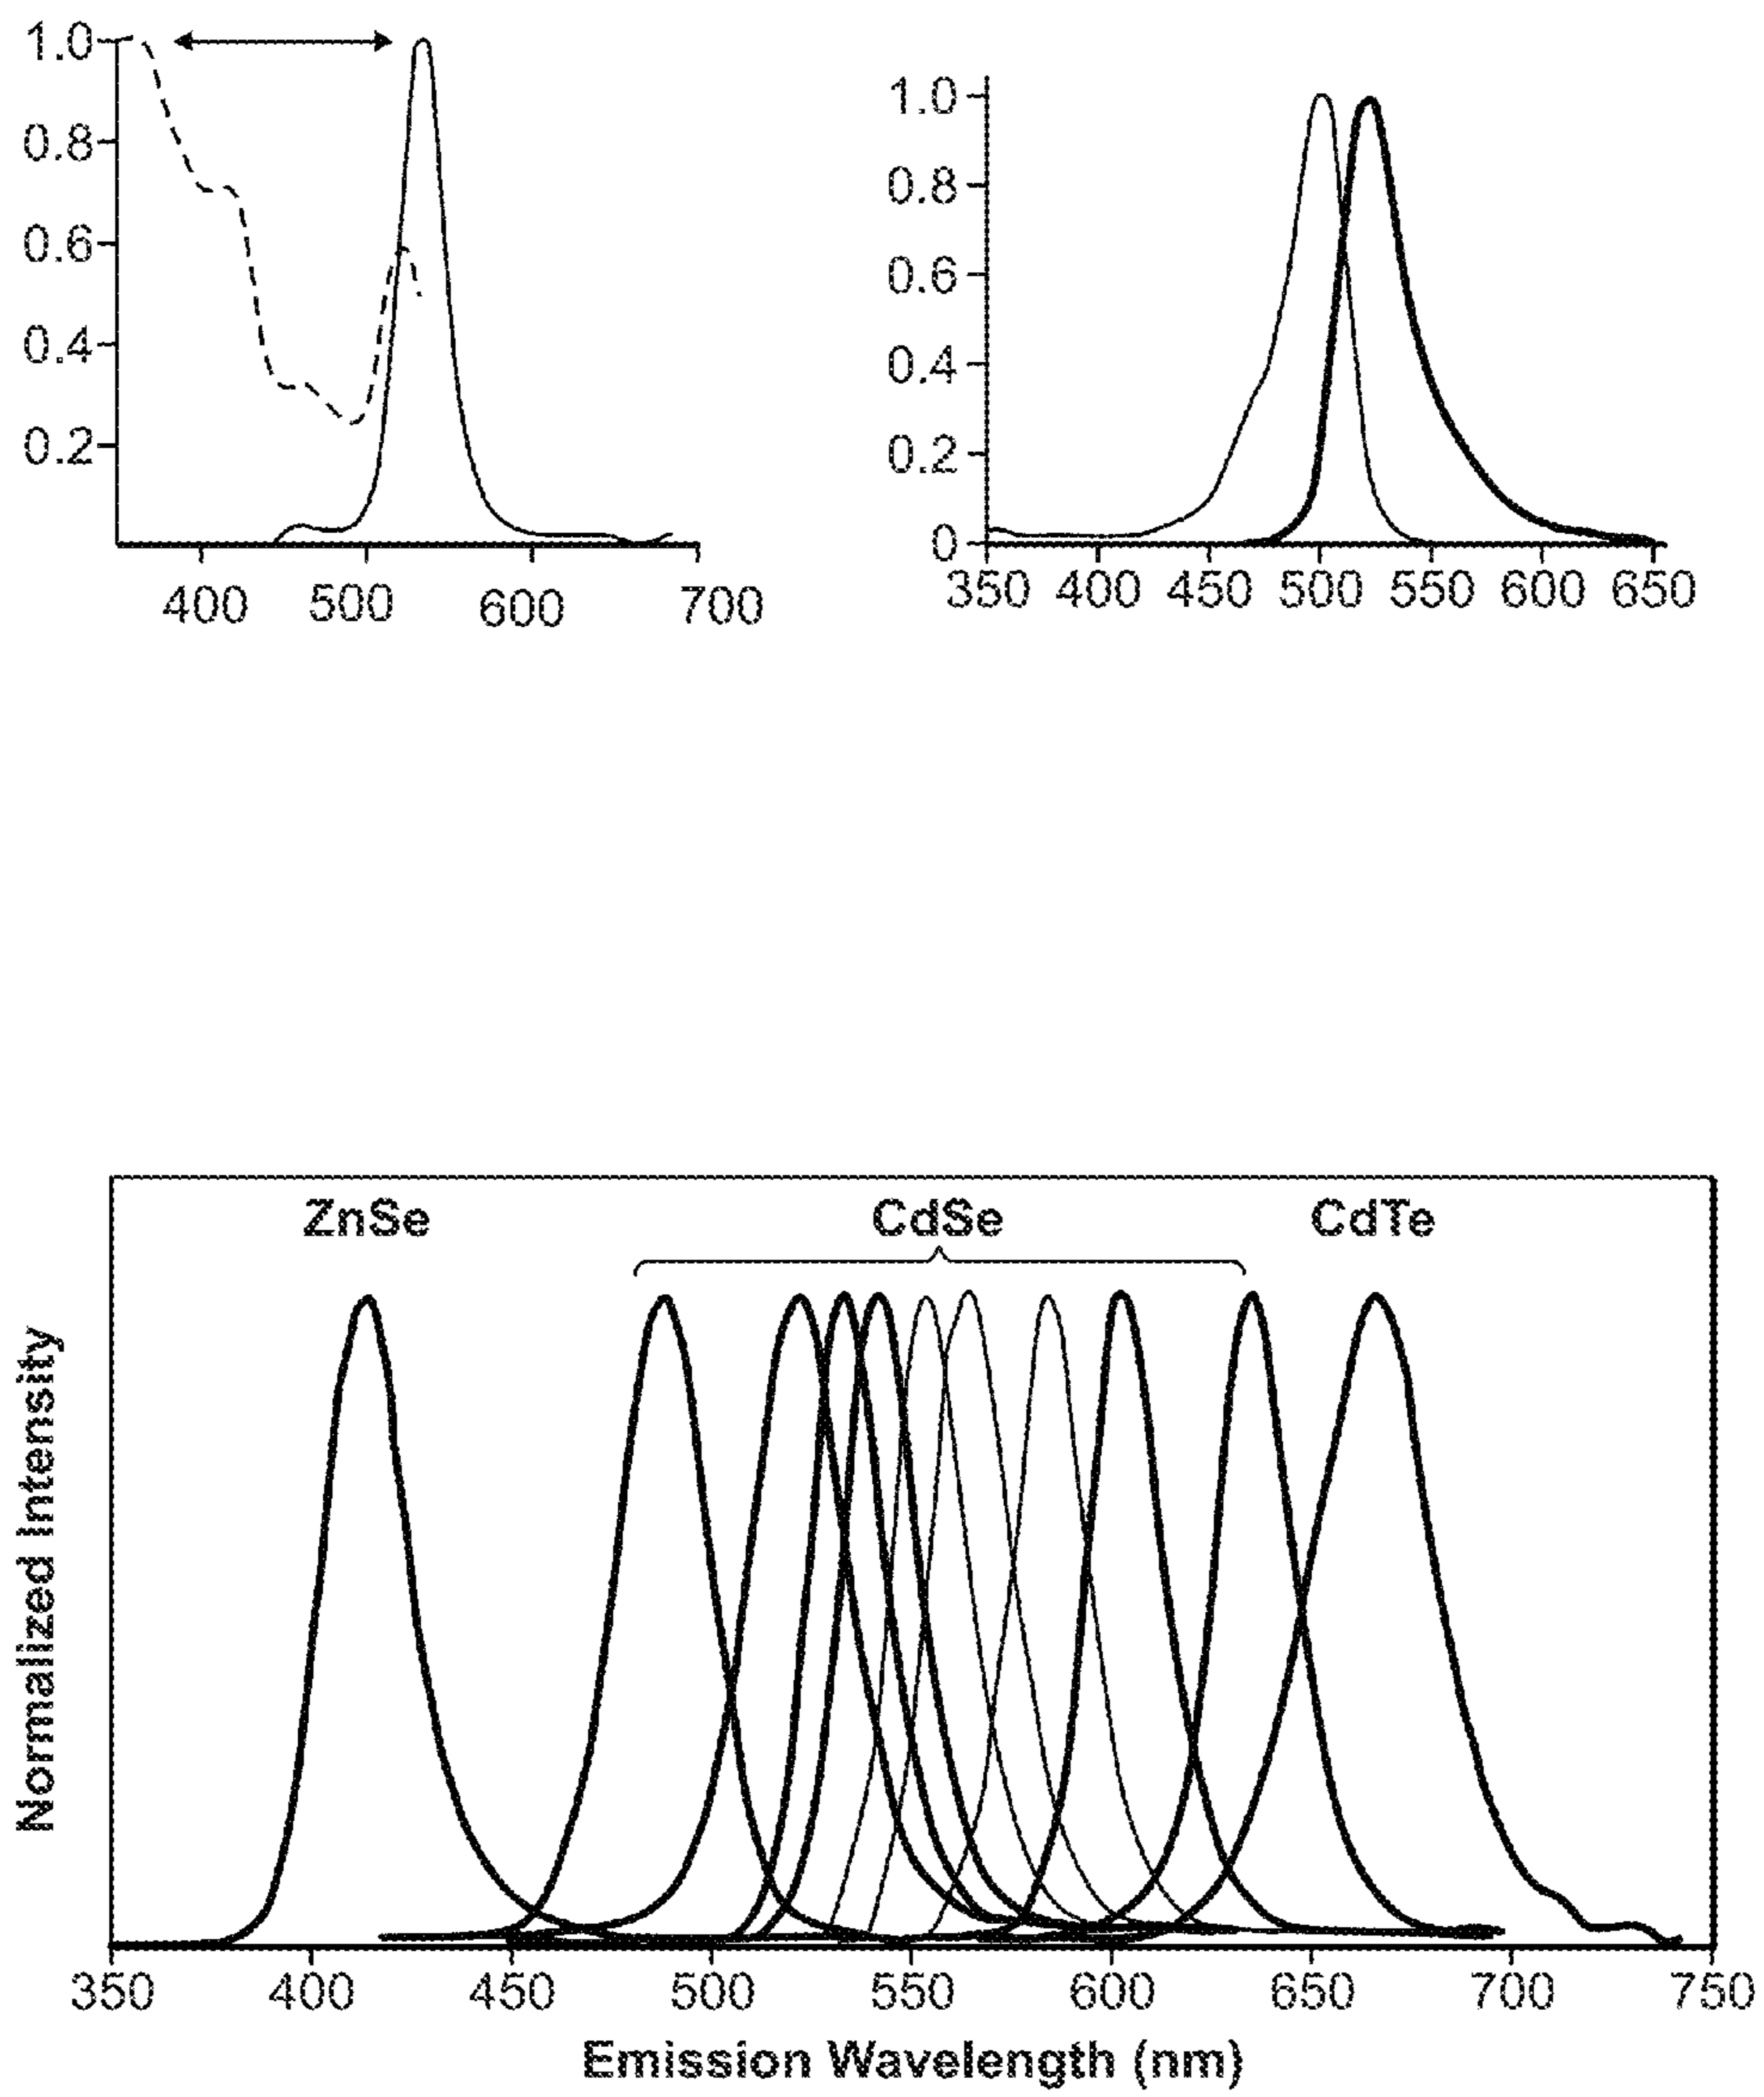 1.0
0.8
0.6
0.4
0.2
400 500 600 700
1.0
0.8
0.6
0.4
0.2
0
350 400 450 500 550 600 650
ZnSe CdSe CdTe
Normalized Intensity
350 400 450 500 550 600 650 700 750
Emission Wavelength (nm)